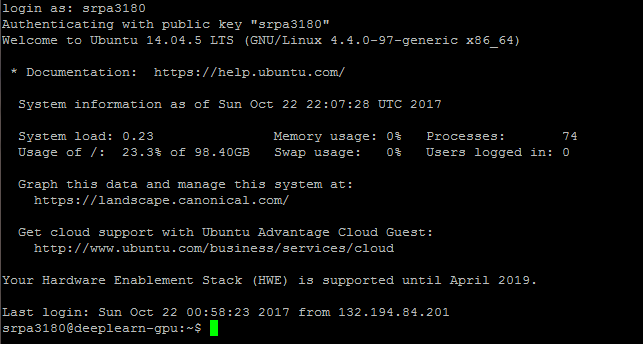 login as: srpa3180
Authenticating with public key "srpa3180"
Welcome to Ubuntu 14.04.5 LTS (GNU/Linux 4.4.0-97-generic x86_64)
* Documentation:  https://help.ubuntu.com/
System information as of Sun Oct 22 22:07:28 UTC 2017
System load: 0.23              Memory usage: 0%   Processes:       74
Usage of /:  23.3% of 98.40GB   Swap usage:   0%   Users logged in: 0
Graph this data and manage this system at:
https://landscape.canonical.com/
Get cloud support with Ubuntu Advantage Cloud Guest:
http://www.ubuntu.com/business/services/cloud
Your Hardware Enablement Stack (HWE) is supported until April 2019.
Last login: Sun Oct 22 00:58:23 2017 from 132.194.84.201
srpa3180@deeplearn-gpu:~$